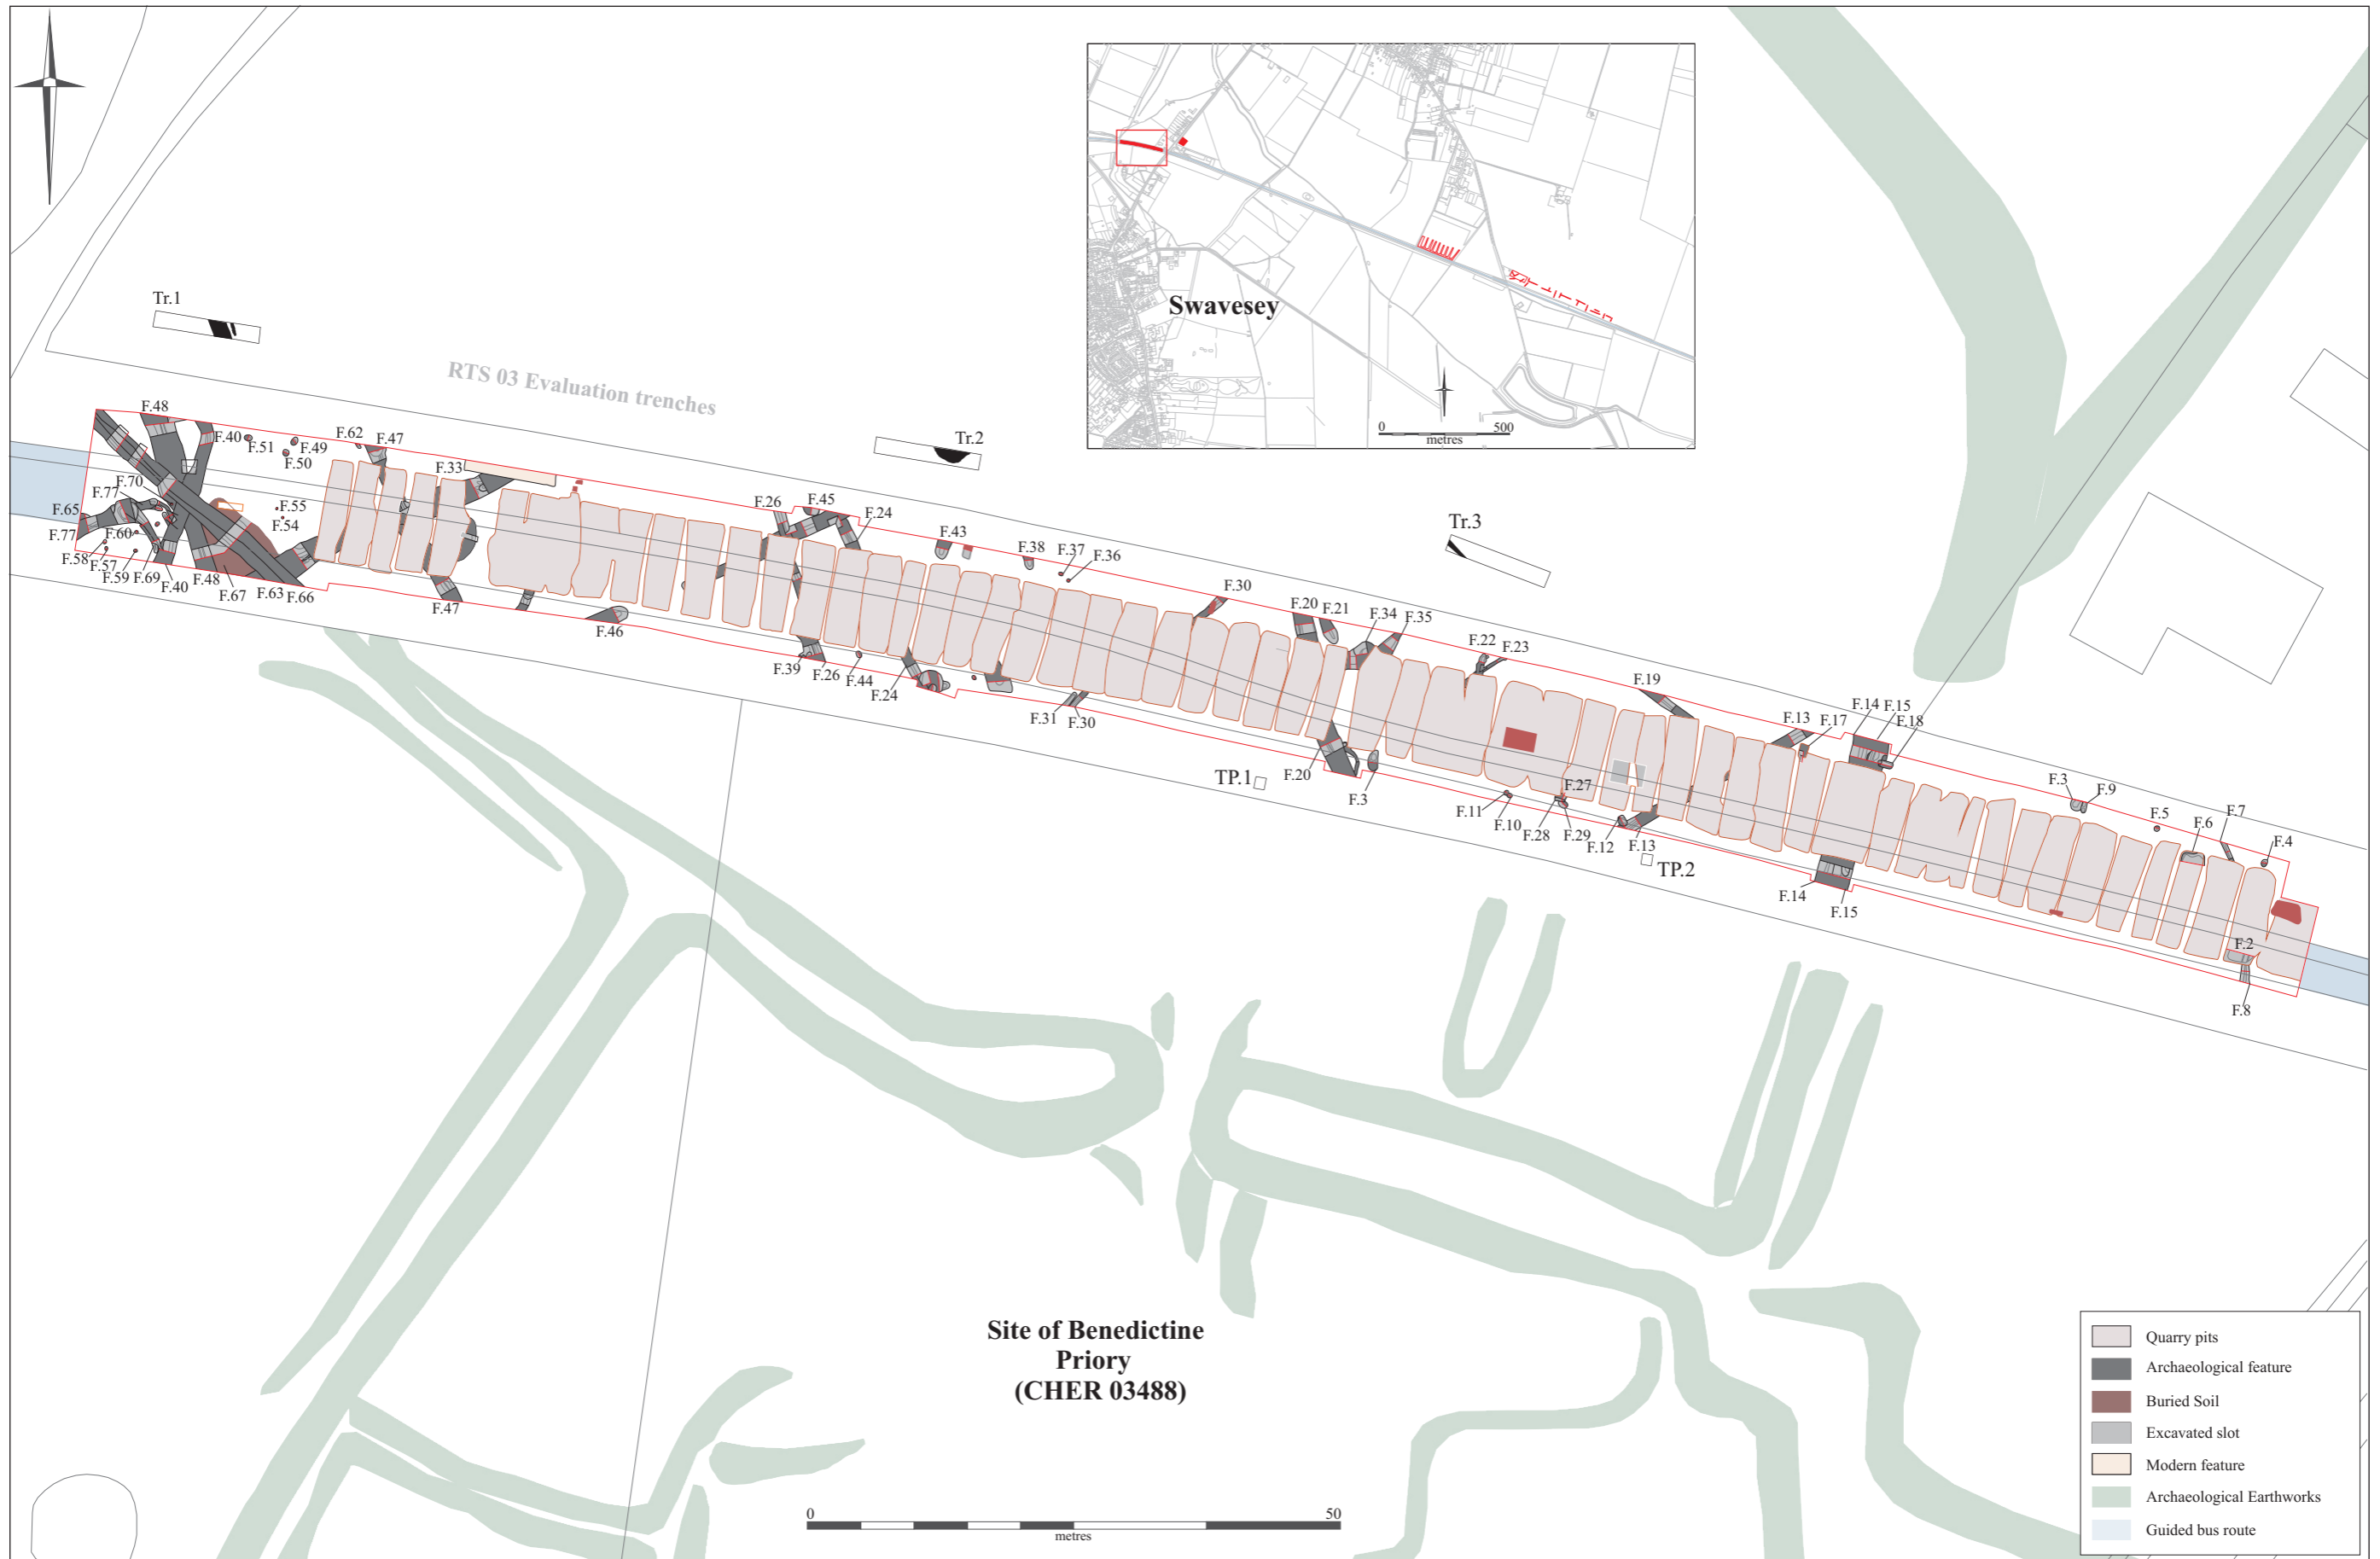 Swavesey
0 500
metres
Tr.1
RTS 03 Evaluation trenches
Tr.2
Tr.3
F.48
F.40
F.51
F.49
F.50
F.62
F.47
F.33
F.70
F.77
F.65
F.77
F.60
F.58
F.57
F.59
F.69
F.40
F.48
F.67
F.63
F.66
F.55
F.54
F.47
F.46
F.26
F.45
F.24
F.43
F.38
F.37
F.36
F.39
F.26
F.44
F.24
F.31
F.30
F.30
F.20
F.21
F.34
F.35
F.22
F.23
F.19
F.20
F.3
TP.1
F.11
F.10
F.28
F.27
F.29
F.12
F.13
TP.2
F.13
F.17
F.14
F.15
F.18
F.14
F.15
F.3
F.9
F.5
F.6
F.7
F.4
F.2
F.8
Site of Benedictine
Priory
(CHER 03488)
0 50
metres
Quarry pits
Archaeological feature
Buried Soil
Excavated slot
Modern feature
Archaeological Earthworks
Guided bus route